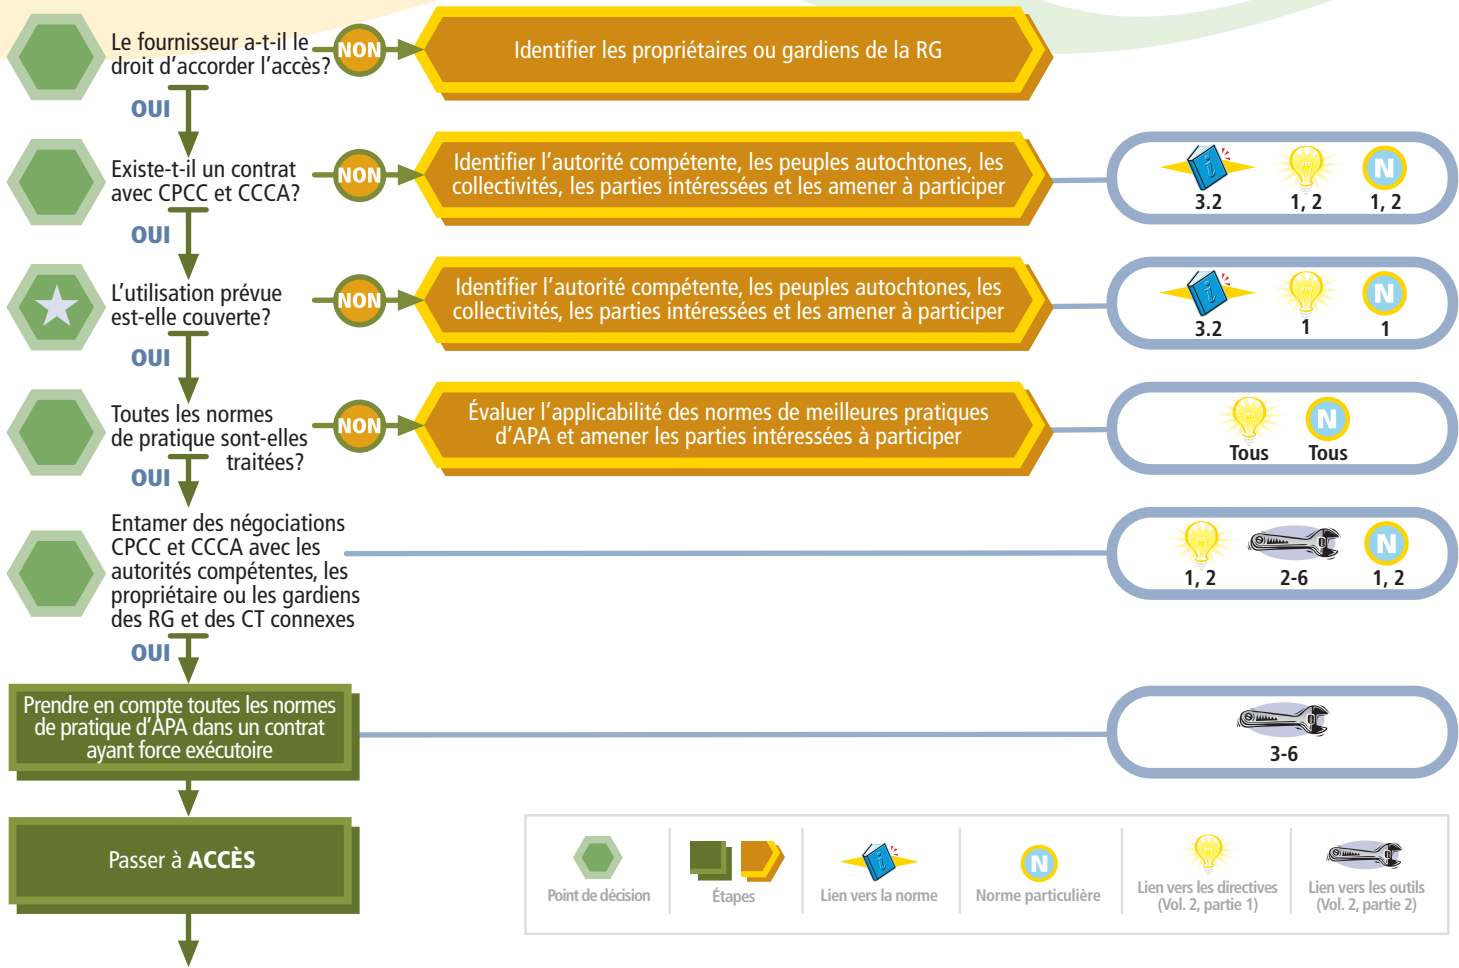 Le fournisseur a-t-il le
droit d'accorder l'accès?
NON
Identifier les propriétaires ou gardiens de la RG
OUI
Existe-t-il un contrat
avec CPCC et CCCA?
NON
Identifier l'autorité compétente, les peuples autochtones, les
collectivités, les parties intéressées et les amener à participer
i
N
3.2
1, 2
1, 2
OUI
L'utilisation prévue
est-elle couverte?
NON
Identifier l'autorité compétente, les peuples autochtones, les
collectivités, les parties intéressées et les amener à participer
i
N
3.2
1
1
OUI
Toutes les normes
de pratique sont-elles
traitées?
NON
Évaluer l'applicabilité des normes de meilleures pratiques
d'APA et amener les parties intéressées à participer
N
Tous
Tous
OUI
Entamer des négociations
CPCC et CCCA avec les
autorités compétentes, les
propriétaire ou les gardiens
des RG et des CT connexes
N
1, 2
2-6
1, 2
OUI
Prendre en compte toutes les normes
de pratique d'APA dans un contrat
ayant force exécutoire
3-6
Passer à ACCÈS
i
N
Point de décision
Étapes
Lien vers la norme
Norme particulière
Lien vers les directives
(Vol. 2, partie 1)
Lien vers les outils
(Vol. 2, partie 2)